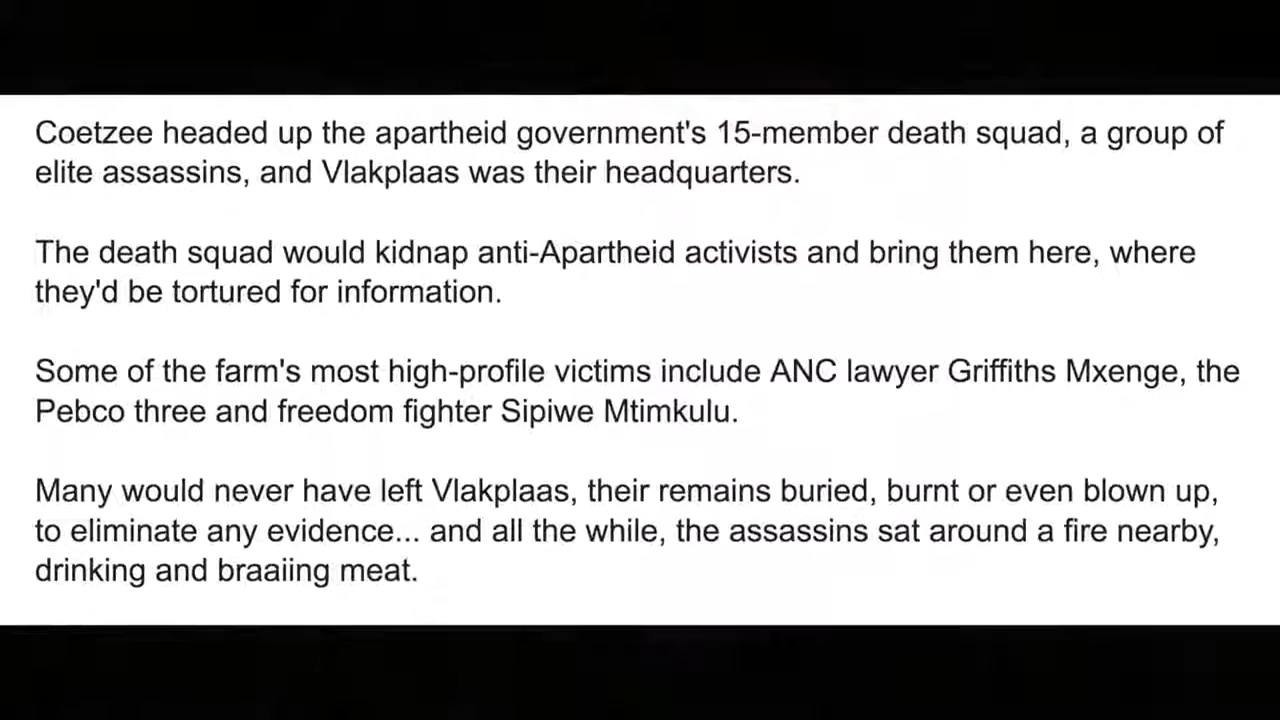 Coetzee headed up the apartheid government's 15-member death squad, a group of
elite assassins, and Vlakplaas was their headquarters.
The death squad would kidnap anti-Apartheid activists and bring them here, where
they'd be tortured for information.
Some of the farm's most high-profile victims include ANC lawyer Griffiths Mxenge, the
Pebco three and freedom fighter Sipiwe Mtimkulu.
Many would never have left Vlakplaas, their remains buried, burnt or even blown up,
to eliminate any evidence... and all the while, the assassins sat around a fire nearby,
drinking and braaiing meat.